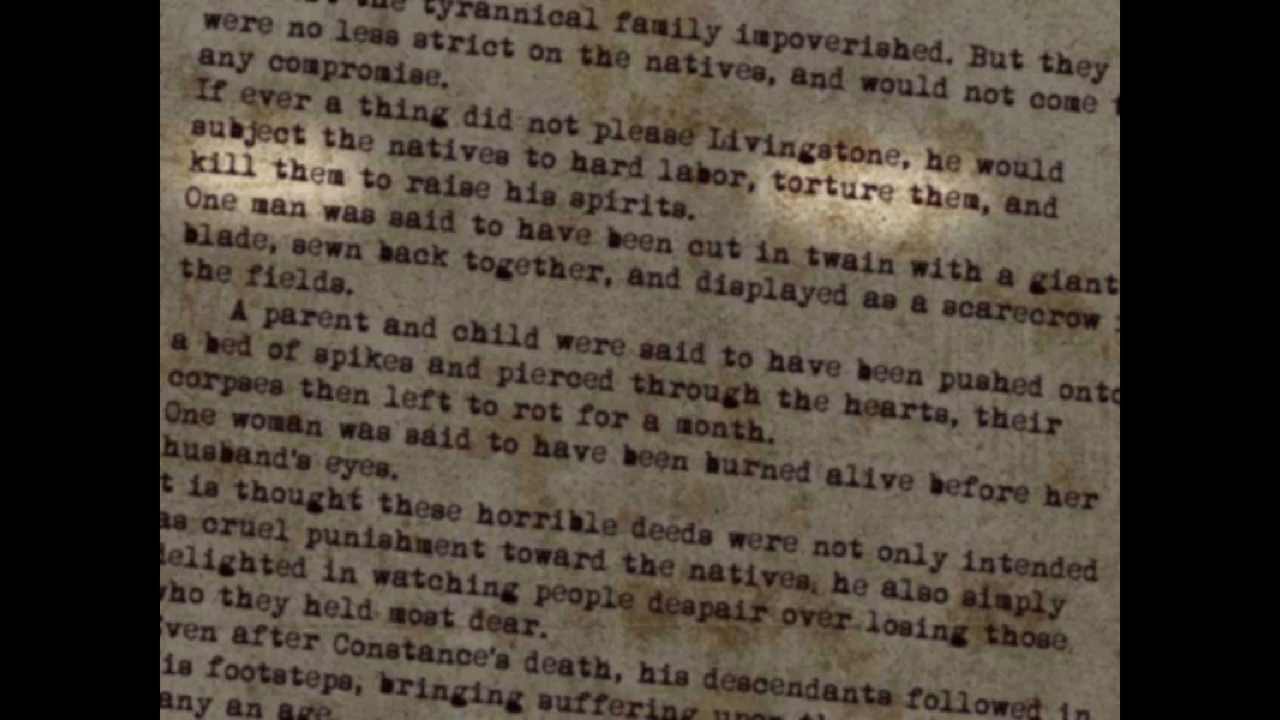 the tyrannical family impoverished. But they
were no less strict on the natives, and would not come
any compromise.
If ever a thing did not please Livingstone, he would
subject the natives to hard labor, torture them, and
kill them to raise his spirits.
One man was said to have been cut in twain with a giant
blade, sewn back together, and displayed as a scarecrow
the fields.
A parent and child were said to have been pushed onto
a bed of spikes and pierced through the hearts, their
corpses then left to rot for a month.
One woman was said to have been burned alive before her
husband's eyes.
t is thought these horrible deeds were not only intended
as cruel punishment toward the natives, he also simply
delighted in watching people despair over losing those
who they held most dear.
Even after Constance's death, his descendants followed in
is footsteps, bringing suffering upon
any an age.